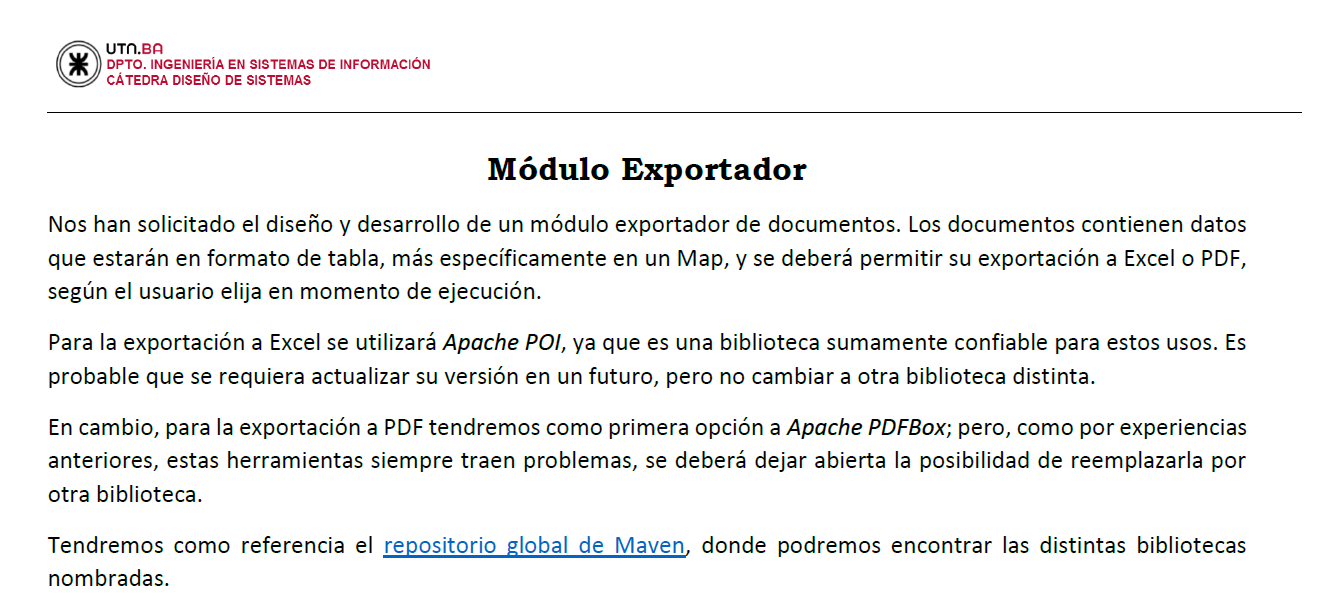 UTN.BA
DPTO. INGENIERÍA EN SISTEMAS DE INFORMACIÓN
CÁTEDRA DISEÑO DE SISTEMAS
Módulo Exportador
Nos han solicitado el diseño y desarrollo de un módulo exportador de documentos. Los documentos contienen datos
que estarán en formato de tabla, más específicamente en un Map, y se deberá permitir su exportación a Excel o PDF,
según el usuario elija en momento de ejecución.
Para la exportación a Excel se utilizará Apache POI, ya que es una biblioteca sumamente confiable para estos usos. Es
probable que se requiera actualizar su versión en un futuro, pero no cambiar a otra biblioteca distinta.
En cambio, para la exportación a PDF tendremos como primera opción a Apache PDFBox; pero, como por experiencias
anteriores, estas herramientas siempre traen problemas, se deberá dejar abierta la posibilidad de reemplazarla por
otra biblioteca.
Tendremos como referencia el repositorio global de Maven, donde podremos encontrar las distintas bibliotecas
nombradas.